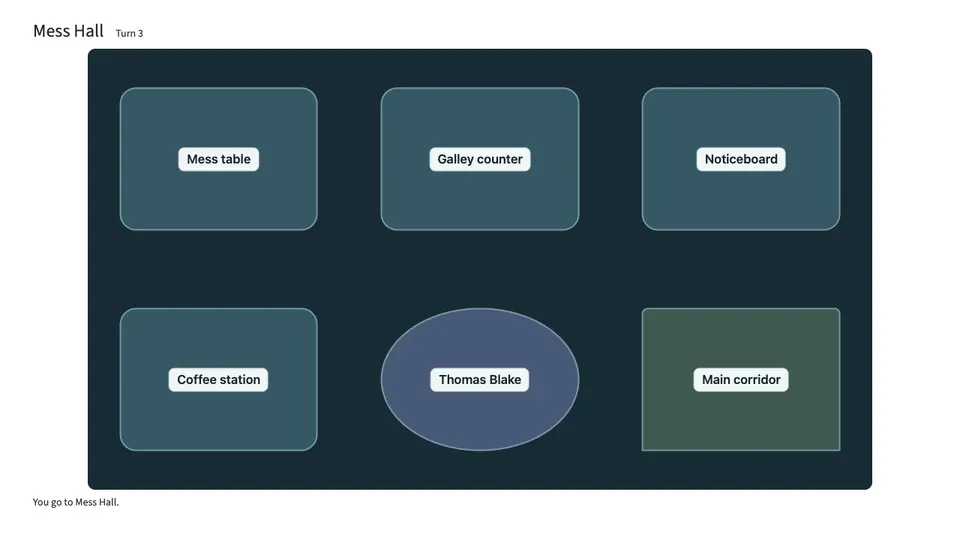 Mess Hall Turn 3
Mess table
Galley counter
Noticeboard
Coffee station
Thomas Blake
Main corridor
You go to Mess Hall.